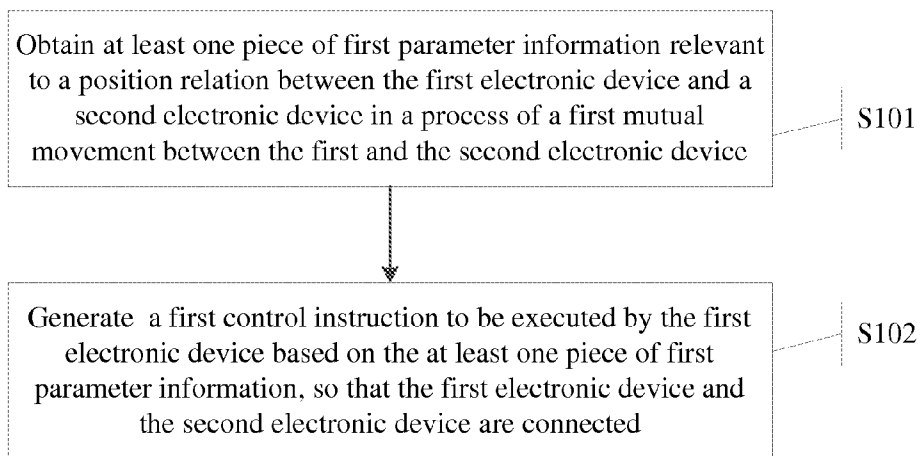 Obtain at least one piece of first parameter information relevant
to a position relation between the first electronic device and a
second electronic device in a process of a first mutual
movement between the first and the second electronic device
S101
Generate a first control instruction to be executed by the first
electronic device based on the at least one piece of first
parameter information, so that the first electronic device and
the second electronic device are connected
S102